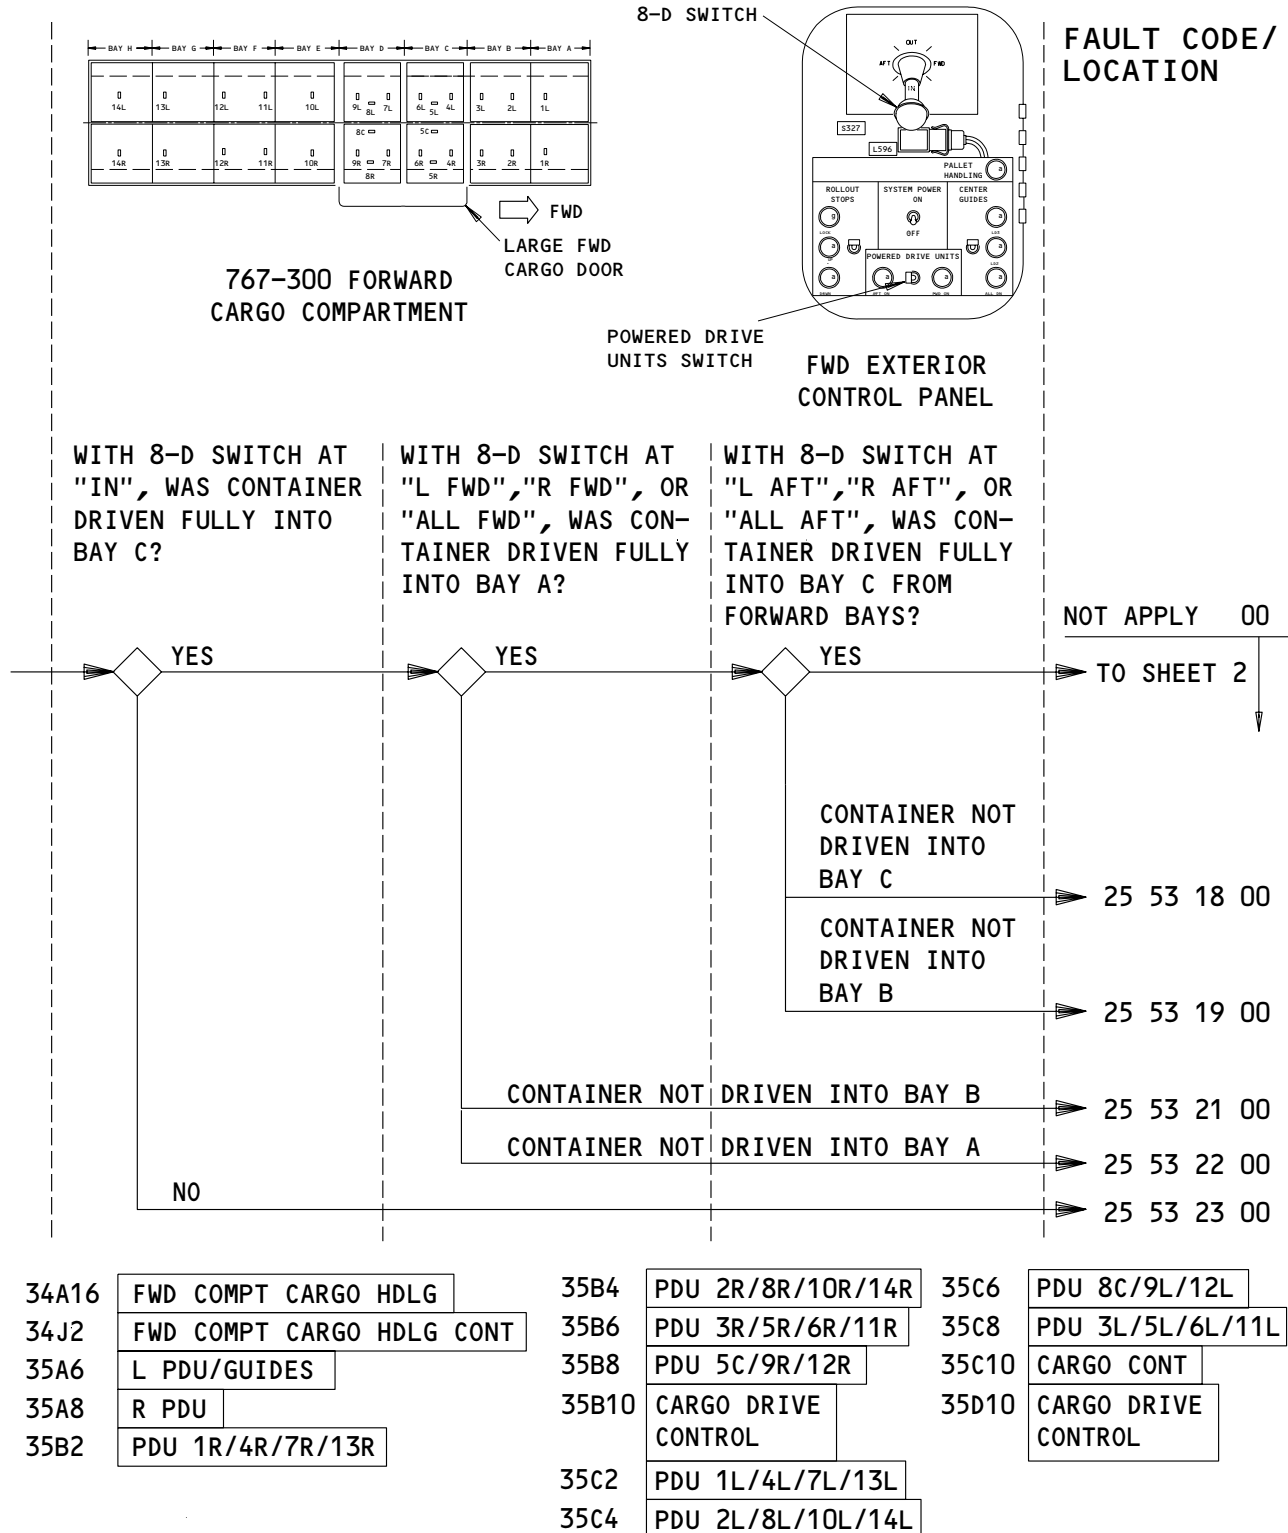 8-D SWITCH
FAULT CODE/
LOCATION
BAY H BAY G BAY F BAY E BAY D BAY C BAY B BAY A
14L 13L 12L 11L 10L 9L 8L 7L 6L 5L 4L 3L 2L 1L
8C 5C
14R 13R 12R 11R 10R 9R 7R 6R 4R 3R 2R 1R
8R 5R
FWD
LARGE FWD
CARGO DOOR
767-300 FORWARD
CARGO COMPARTMENT
OUT
AFT FWD
IN
S327
L596
PALLET
HANDLING a
ROLLOUT
STOPS
SYSTEM POWER
ON
OFF
CENTER
GUIDES
g a
LOCK LD3
a a
UP LD2
POWERED DRIVE UNITS
a a a a
DOWN AFT ON FWD ON ALL DN
POWERED DRIVE
UNITS SWITCH
FWD EXTERIOR
CONTROL PANEL
WITH 8-D SWITCH AT
"IN", WAS CONTAINER
DRIVEN FULLY INTO
BAY C?
WITH 8-D SWITCH AT
"L FWD","R FWD", OR
"ALL FWD", WAS CON-
TAINER DRIVEN FULLY
INTO BAY A?
WITH 8-D SWITCH AT
"L AFT","R AFT", OR
"ALL AFT", WAS CON-
TAINER DRIVEN FULLY
INTO BAY C FROM
FORWARD BAYS?
NOT APPLY 00
YES YES YES
TO SHEET 2
CONTAINER NOT
DRIVEN INTO
BAY C
25 53 18 00
CONTAINER NOT
DRIVEN INTO
BAY B
25 53 19 00
CONTAINER NOT DRIVEN INTO BAY B
25 53 21 00
CONTAINER NOT DRIVEN INTO BAY A
25 53 22 00
NO
25 53 23 00
34A16 FWD COMPT CARGO HDLG
34J2 FWD COMPT CARGO HDLG CONT
35A6 L PDU/GUIDES
35A8 R PDU
35B2 PDU 1R/4R/7R/13R
35B4 PDU 2R/8R/10R/14R
35B6 PDU 3R/5R/6R/11R
35B8 PDU 5C/9R/12R
35B10 CARGO DRIVE
CONTROL
35C2 PDU 1L/4L/7L/13L
35C4 PDU 2L/8L/10L/14L
35C6 PDU 8C/9L/12L
35C8 PDU 3L/5L/6L/11L
35C10 CARGO CONT
35D10 CARGO DRIVE
CONTROL